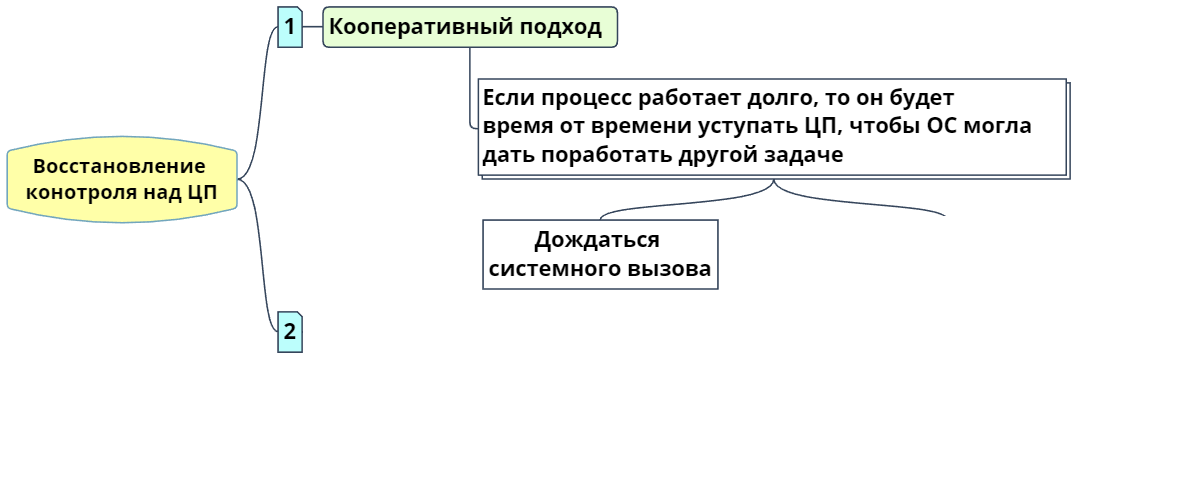 1
Кооперативный подход
Если процесс работает долго, то он будет
время от времени уступать ЦП, чтобы ОС могла
дать поработать другой задаче
Восстановление
конотроля над ЦП
Дождаться
системного вызова
2